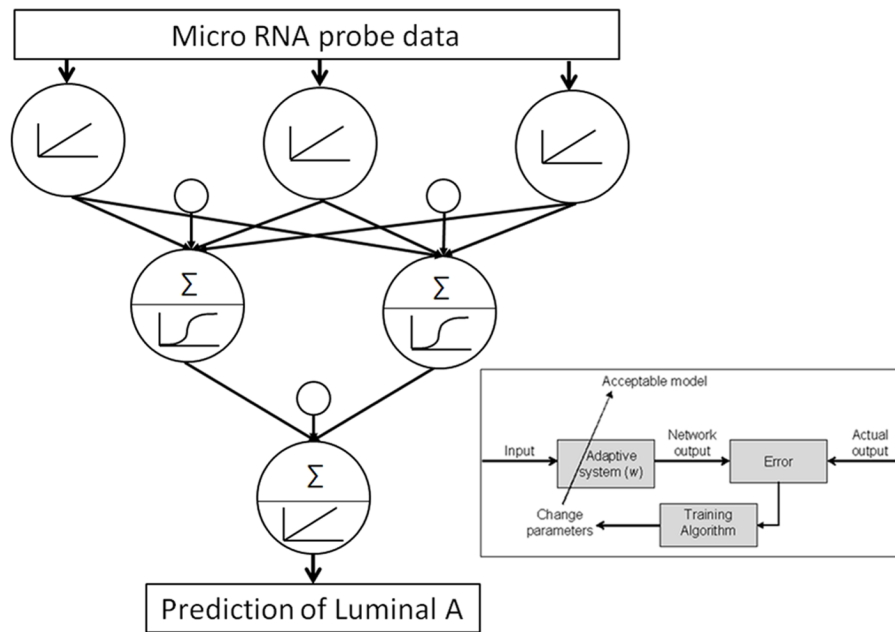 Micro RNA probe data
Σ
Σ
Σ
Prediction of Luminal A
Acceptable model
Input
Adaptive
system (w)
Network
output
Error
Actual
output
Change
parameters
Training
Algorithm